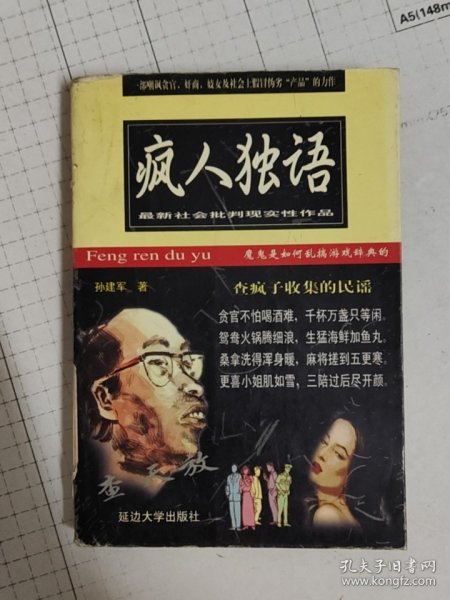 A5(148m
一部嘲讽贪官，奸商，妓女及社会上假冒伪劣“产品”的力作
疯人独语
最新社会批判现实性作品
Feng ren du yu
魔鬼是如何乱搞游戏辞典的
孙建军 著
查疯子收集的民谣
贪官不怕喝酒难，千杯万盏只等闲。
鸳鸯火锅腾细浪，生猛海鲜加鱼丸。
桑拿洗得浑身暖，麻将搓到五更寒。
更喜小姐肌如雪，三陪过后尽开颜。
延边大学出版社
孔夫子旧书网
www.kongfz.com